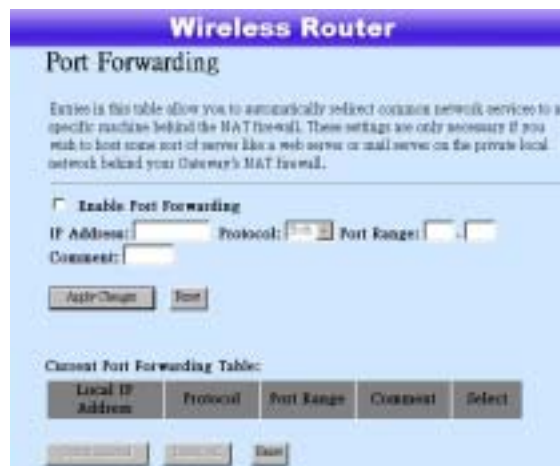 Wireless Router
Port Forwarding
Entries in this table allow you to automatically redirect common network services to a
specific machine behind the NAT firewall. These settings are only necessary if you
wish to host some sort of server like a web server or mail server on the private local
network behind your Gateway's NAT firewall.
Enable Port Forwarding
IP Address: Protocol: Both Port Range: -
Comment:
Apply Changes Reset
Current Port Forwarding Table:
Local IP Address Protocol Port Range Comment Select
Reset